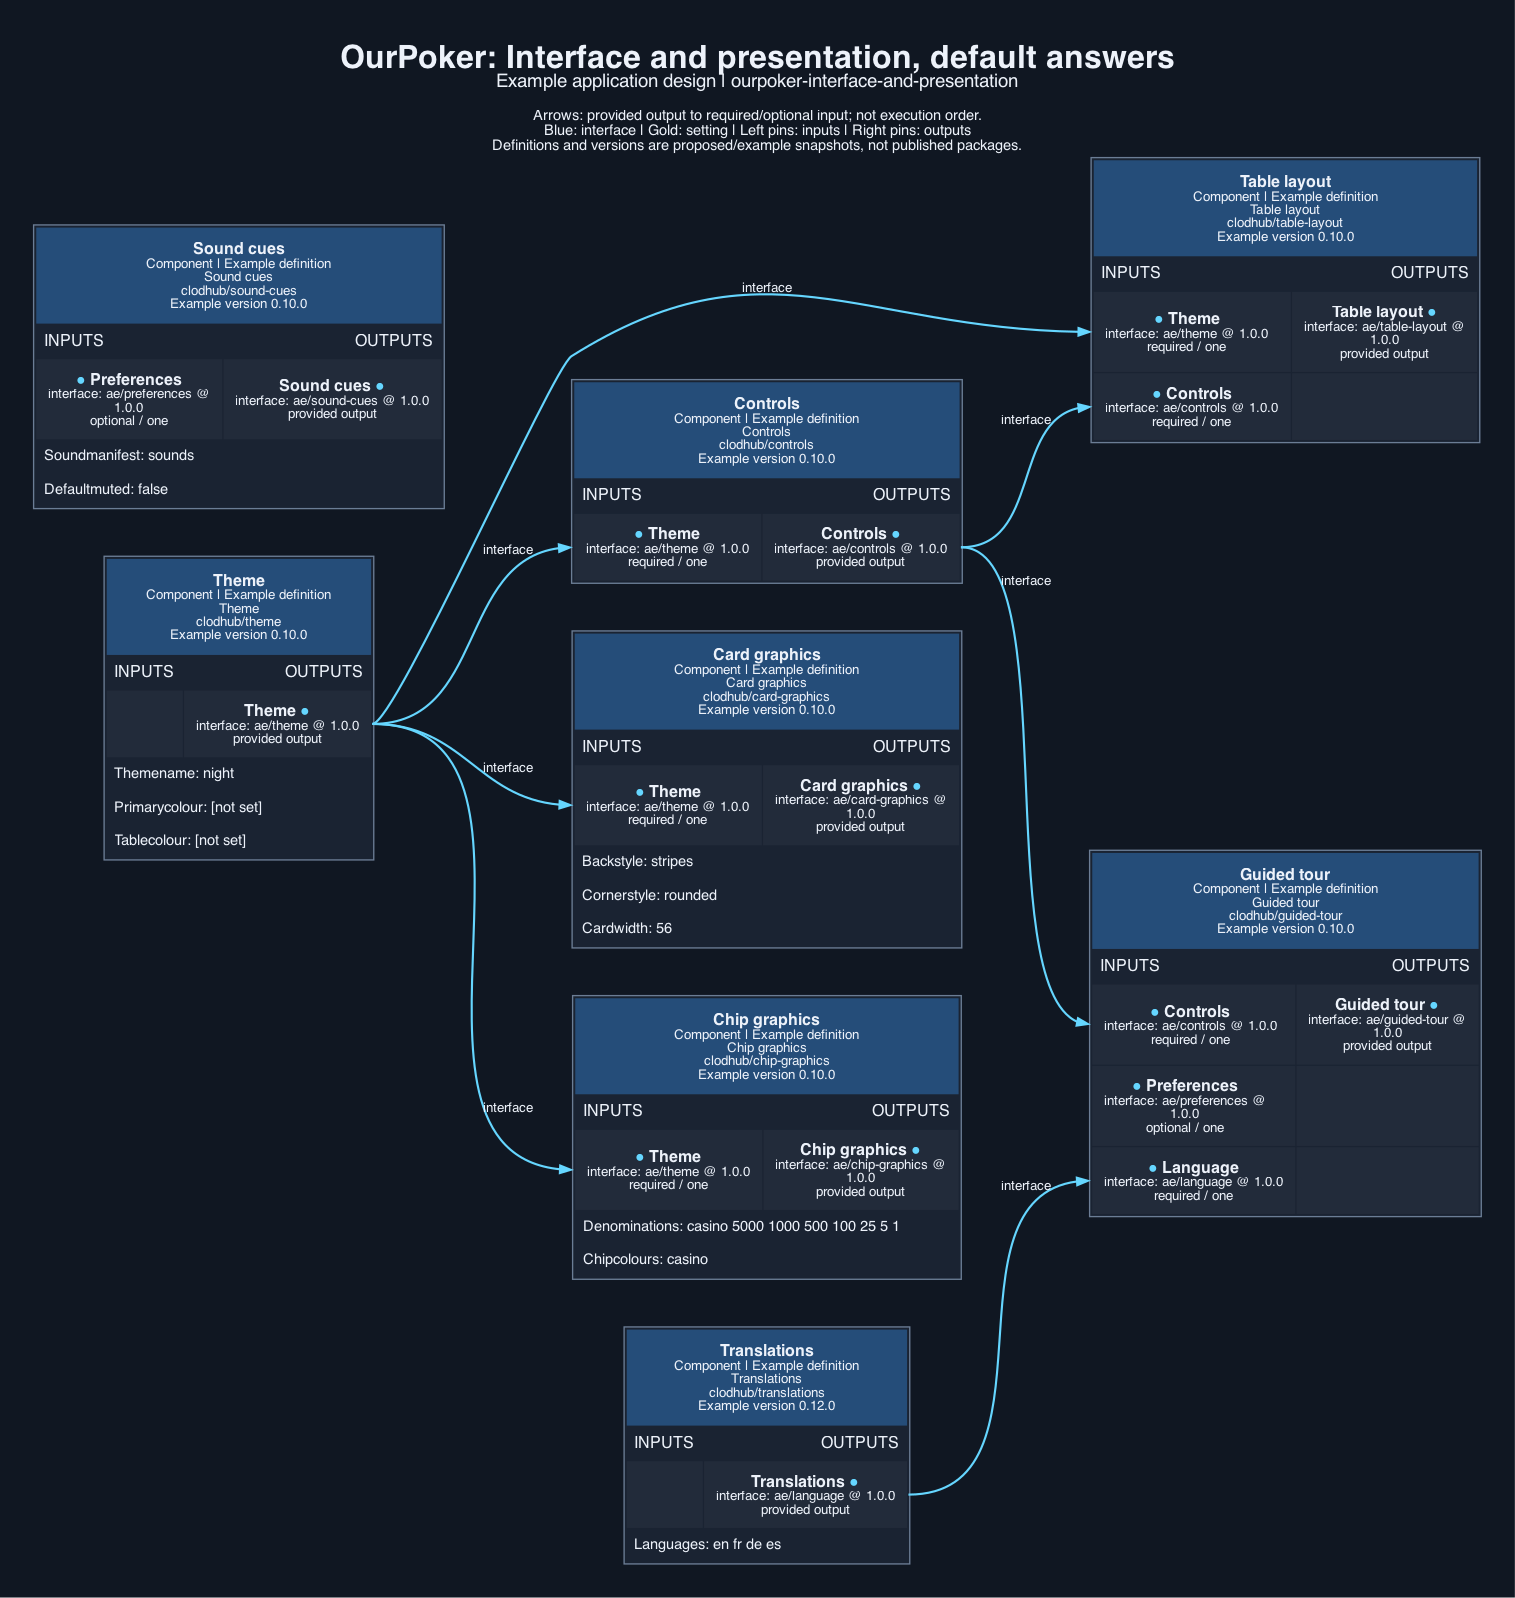 OurPoker: Interface and presentation, default answers
Example application design | ourpoker-interface-and-presentation
Arrows: provided output to required/optional input; not execution order.
Blue: interface | Gold: setting | Left pins: inputs | Right pins: outputs
Definitions and versions are proposed/example snapshots, not published packages.
Sound cues
Component | Example definition
Sound cues
clodhub/sound-cues
Example version 0.10.0
INPUTS OUTPUTS
● Preferences
interface: ae/preferences @
1.0.0
optional / one
Sound cues ●
interface: ae/sound-cues @ 1.0.0
provided output
Soundmanifest: sounds
Defaultmuted: false
Theme
Component | Example definition
Theme
clodhub/theme
Example version 0.10.0
INPUTS OUTPUTS
Theme ●
interface: ae/theme @ 1.0.0
provided output
Themename: night
Primarycolour: [not set]
Tablecolour: [not set]
interface
interface
interface
interface
Controls
Component | Example definition
Controls
clodhub/controls
Example version 0.10.0
INPUTS OUTPUTS
● Theme
interface: ae/theme @ 1.0.0
required / one
Controls ●
interface: ae/controls @ 1.0.0
provided output
Card graphics
Component | Example definition
Card graphics
clodhub/card-graphics
Example version 0.10.0
INPUTS OUTPUTS
● Theme
interface: ae/theme @ 1.0.0
required / one
Card graphics ●
interface: ae/card-graphics @
1.0.0
provided output
Backstyle: stripes
Cornerstyle: rounded
Cardwidth: 56
Chip graphics
Component | Example definition
Chip graphics
clodhub/chip-graphics
Example version 0.10.0
INPUTS OUTPUTS
● Theme
interface: ae/theme @ 1.0.0
required / one
Chip graphics ●
interface: ae/chip-graphics @
1.0.0
provided output
Denominations: casino 5000 1000 500 100 25 5 1
Chipcolours: casino
Translations
Component | Example definition
Translations
clodhub/translations
Example version 0.12.0
INPUTS OUTPUTS
Translations ●
interface: ae/language @ 1.0.0
provided output
Languages: en fr de es
interface
interface
interface
Table layout
Component | Example definition
Table layout
clodhub/table-layout
Example version 0.10.0
INPUTS OUTPUTS
● Theme
interface: ae/theme @ 1.0.0
required / one
Table layout ●
interface: ae/table-layout @
1.0.0
provided output
● Controls
interface: ae/controls @ 1.0.0
required / one
Guided tour
Component | Example definition
Guided tour
clodhub/guided-tour
Example version 0.10.0
INPUTS OUTPUTS
● Controls
interface: ae/controls @ 1.0.0
required / one
Guided tour ●
interface: ae/guided-tour @
1.0.0
provided output
● Preferences
interface: ae/preferences @
1.0.0
optional / one
● Language
interface: ae/language @ 1.0.0
required / one